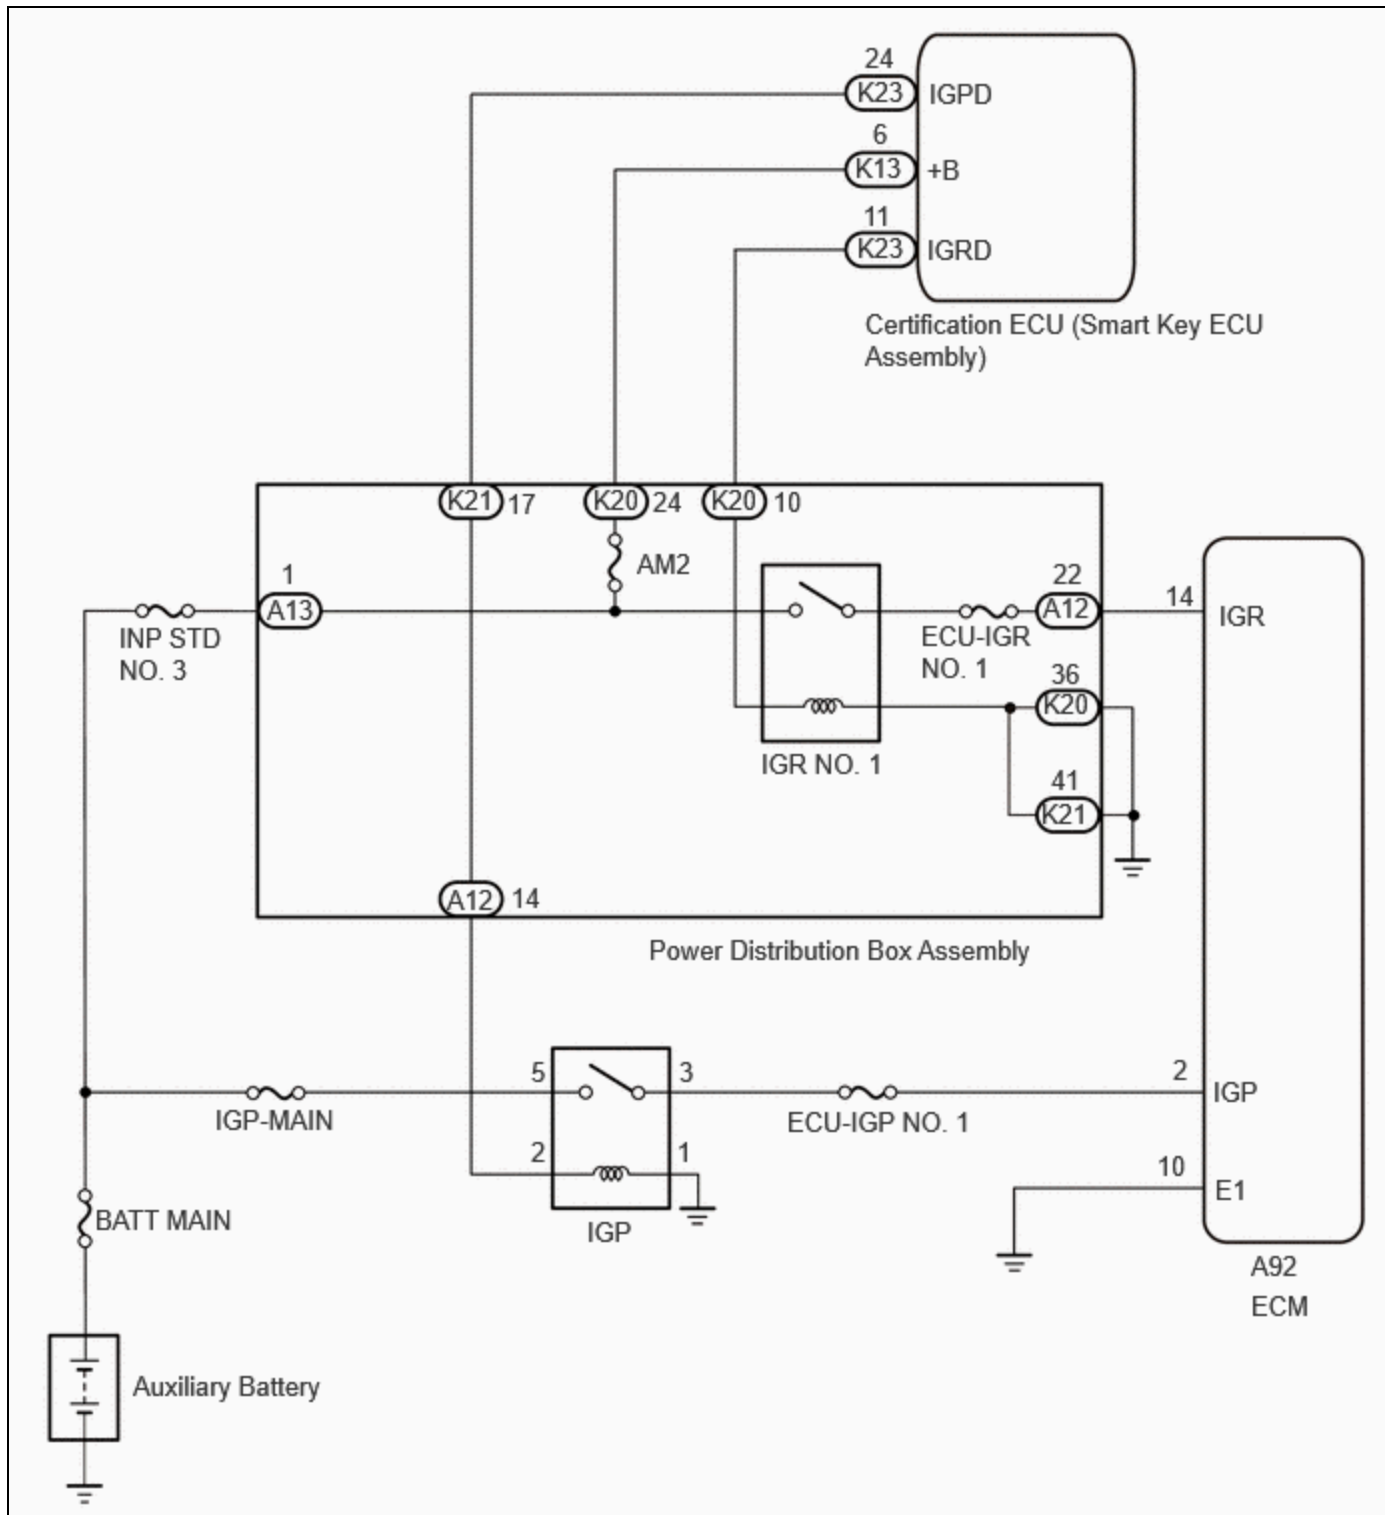 24
K23 IGPD
6
K13 +B
11
K23 IGRD
Certification ECU (Smart Key ECU
Assembly)
K21 17
K20 24
K20 10
AM2
1
A13
INP STD
NO. 3
22
A12
ECU-IGR
NO. 1
14
IGR
36
K20
IGR NO. 1
41
K21
A12 14
Power Distribution Box Assembly
5
3
2
IGP
IGP-MAIN
ECU-IGP NO. 1
2
1
IGP
10
E1
BATT MAIN
A92
ECM
Auxiliary Battery